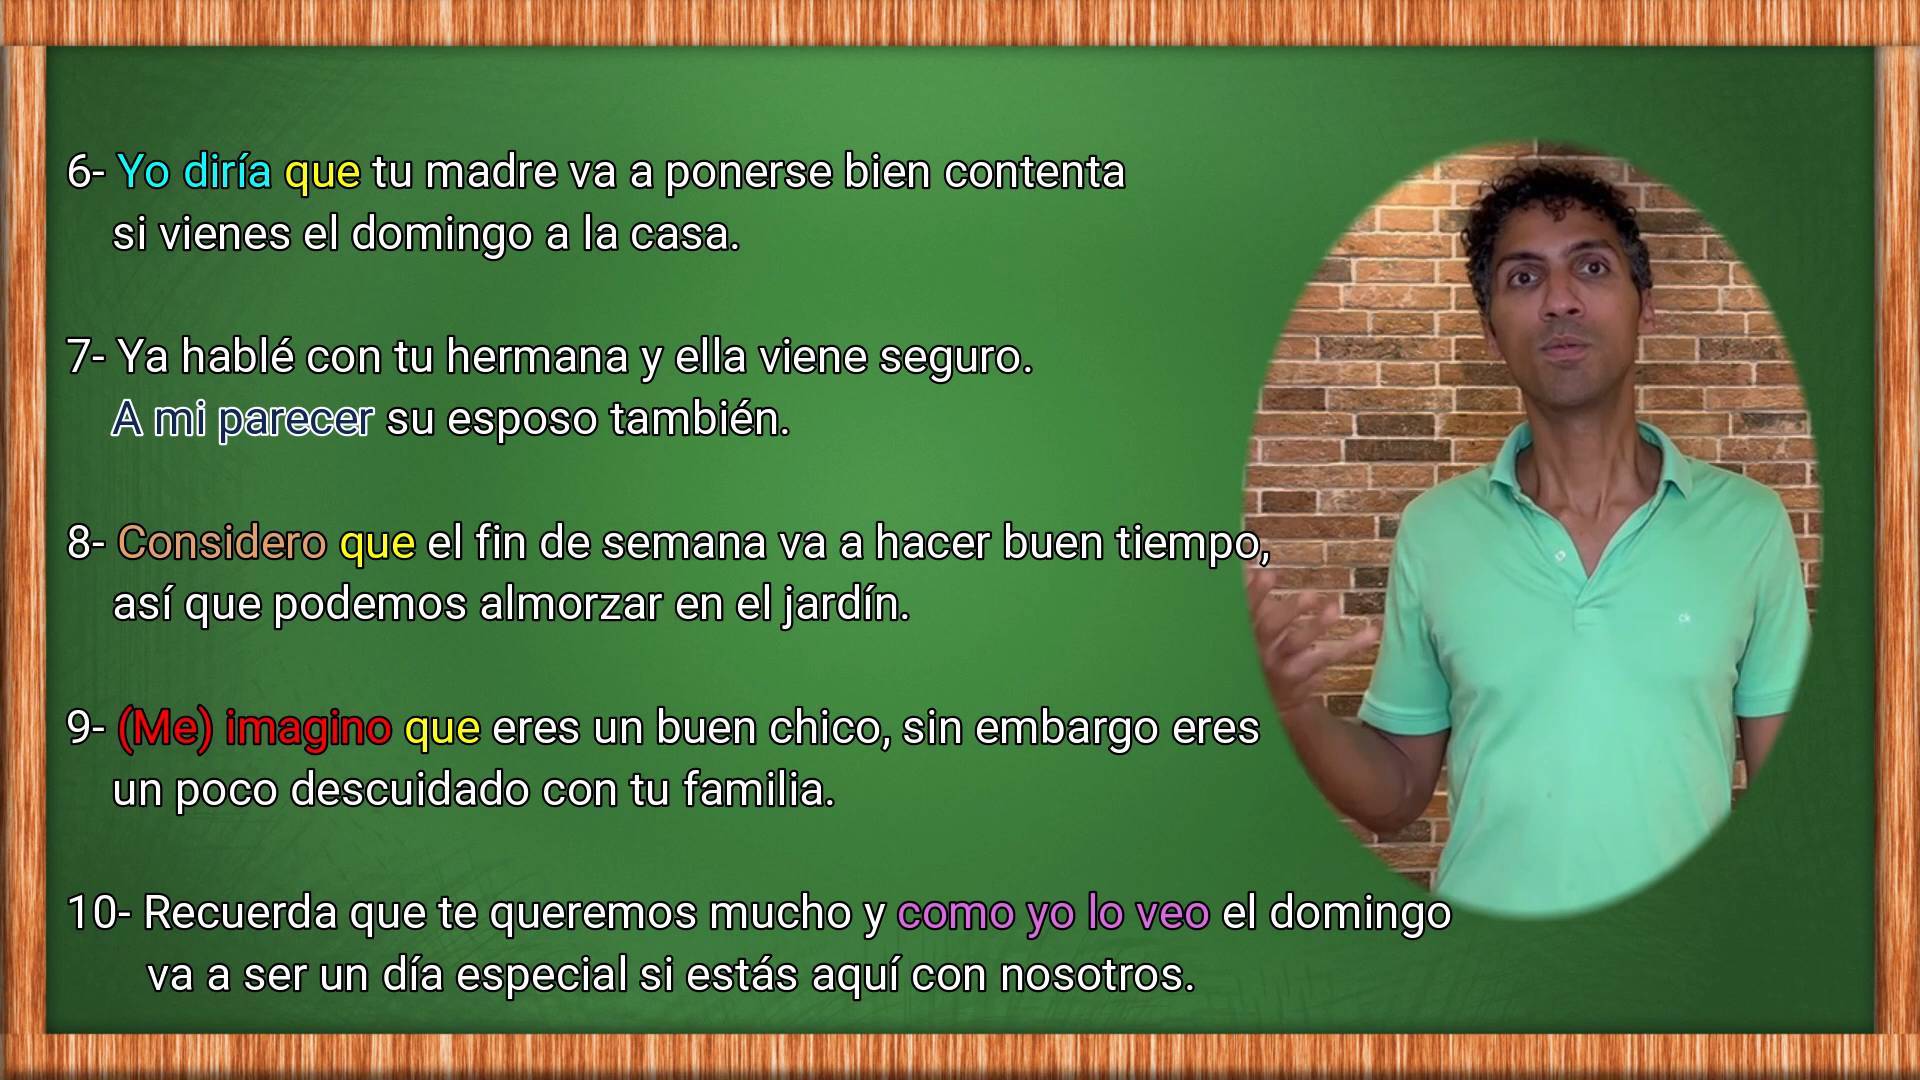 6- Yo diría que tu madre va a ponerse bien contenta
si vienes el domingo a la casa.
7- Ya hablé con tu hermana y ella viene seguro.
A mi parecer su esposo también.
8- Considero que el fin de semana va a hacer buen tiempo,
así que podemos almorzar en el jardín.
9- (Me) imagino que eres un buen chico, sin embargo eres
un poco descuidado con tu familia.
10- Recuerda que te queremos mucho y como yo lo veo el domingo
va a ser un día especial si estás aquí con nosotros.
ck